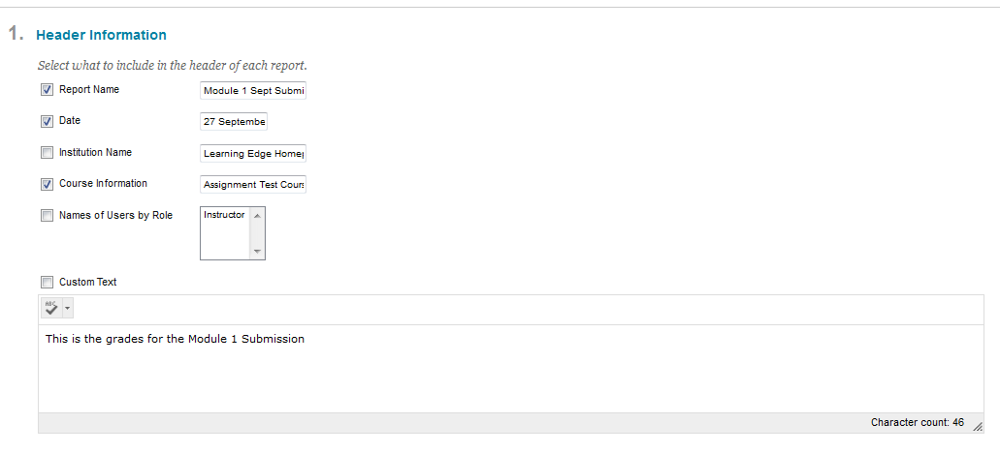 1. Header Information
Select what to include in the header of each report.
Report Name Module 1 Sept Submi
Date 27 Septembe
Institution Name Learning Edge Home
Course Information Assignment Test Cour
Names of Users by Role Instructor
Custom Text
ABC
This is the grades for the Module 1 Submission
Character count: 46